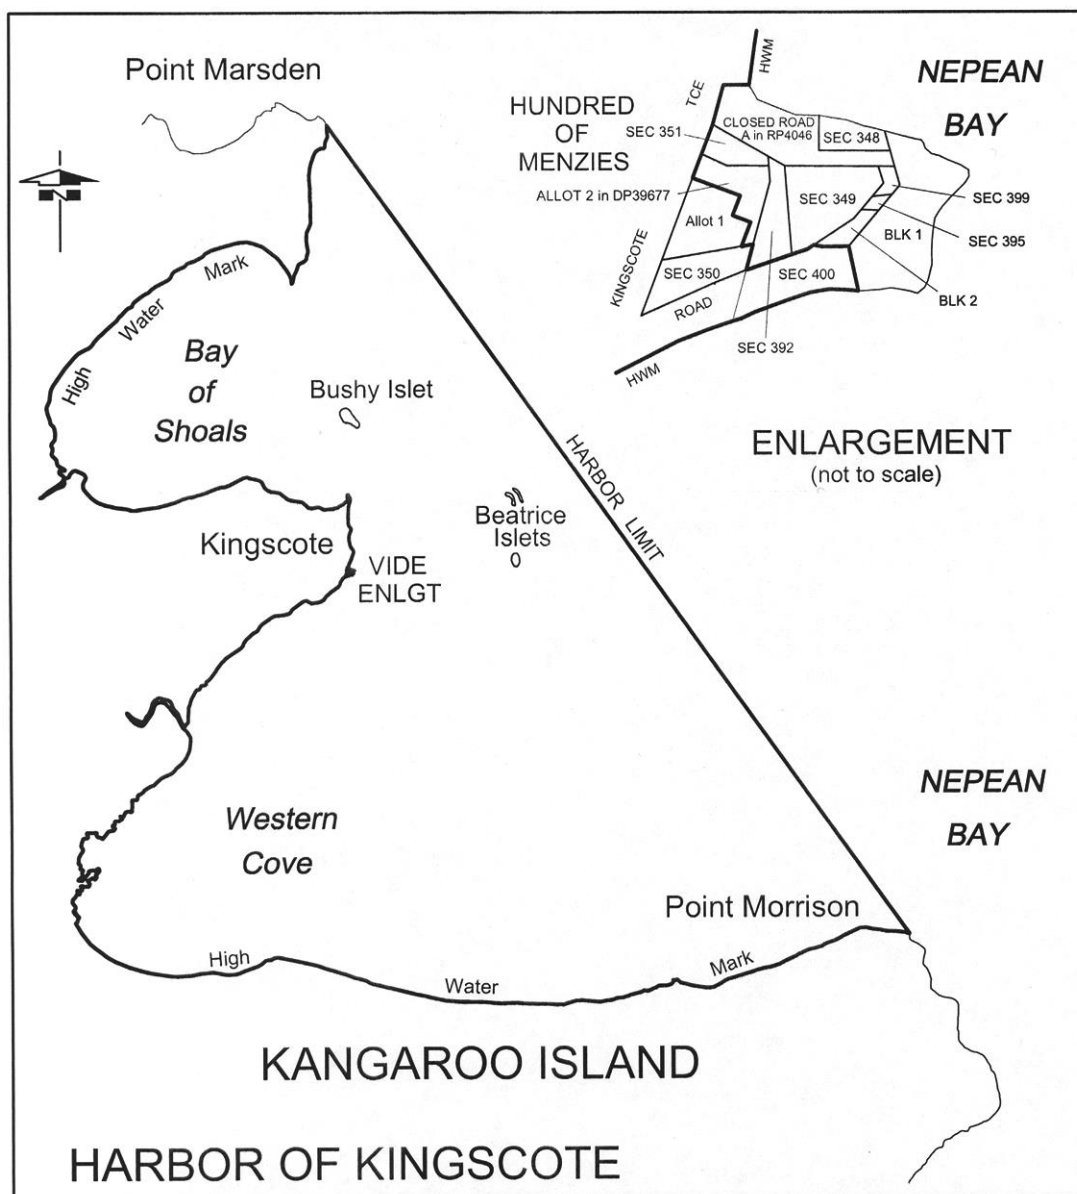 Point Marsden
HWM
NEPEAN
BAY
TCE
HUNDRED
OF
MENZIES
SEC 351
CLOSED ROAD
A in RP4046
SEC 348
ALLOT 2 in DP39677
SEC 349
SEC 399
Allot 1
BLK 1
SEC 395
KINGSCOTE
SEC 350
SEC 400
ROAD
BLK 2
SEC 392
HWM
ENLARGEMENT
(not to scale)
N
High
Water
Mark
Bay
of
Shoals
Bushy Islet
HARBOR LIMIT
Beatrice
Islets
Kingscote
VIDE
ENLGT
NEPEAN
BAY
Western
Cove
Point Morrison
High
Water
Mark
KANGAROO ISLAND
HARBOR OF KINGSCOTE